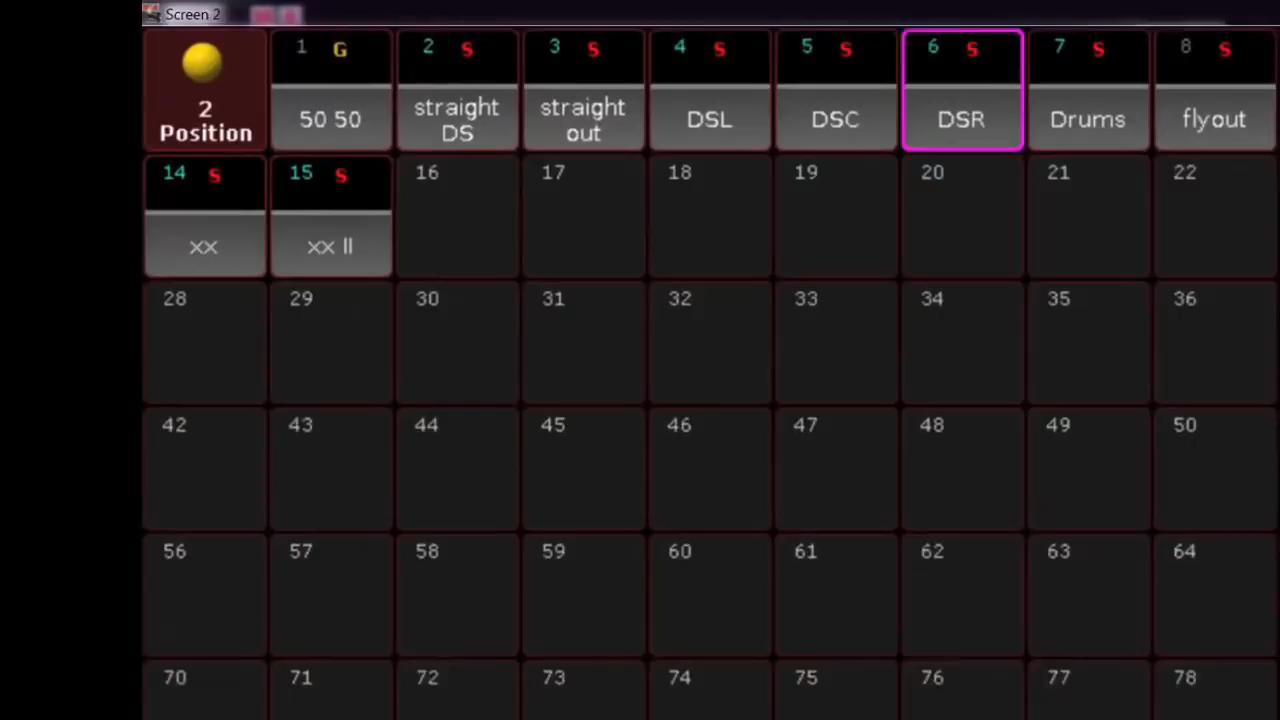 Screen 2
2 Position
1 G 50 50
2 S straight DS
3 S straight out
4 S DSL
5 S DSC
6 S DSR
7 S Drums
8 S flyout
14 S xx
15 S xx II
16 17 18 19 20 21 22
28 29 30 31 32 33 34 35 36
42 43 44 45 46 47 48 49 50
56 57 58 59 60 61 62 63 64
70 71 72 73 74 75 76 77 78